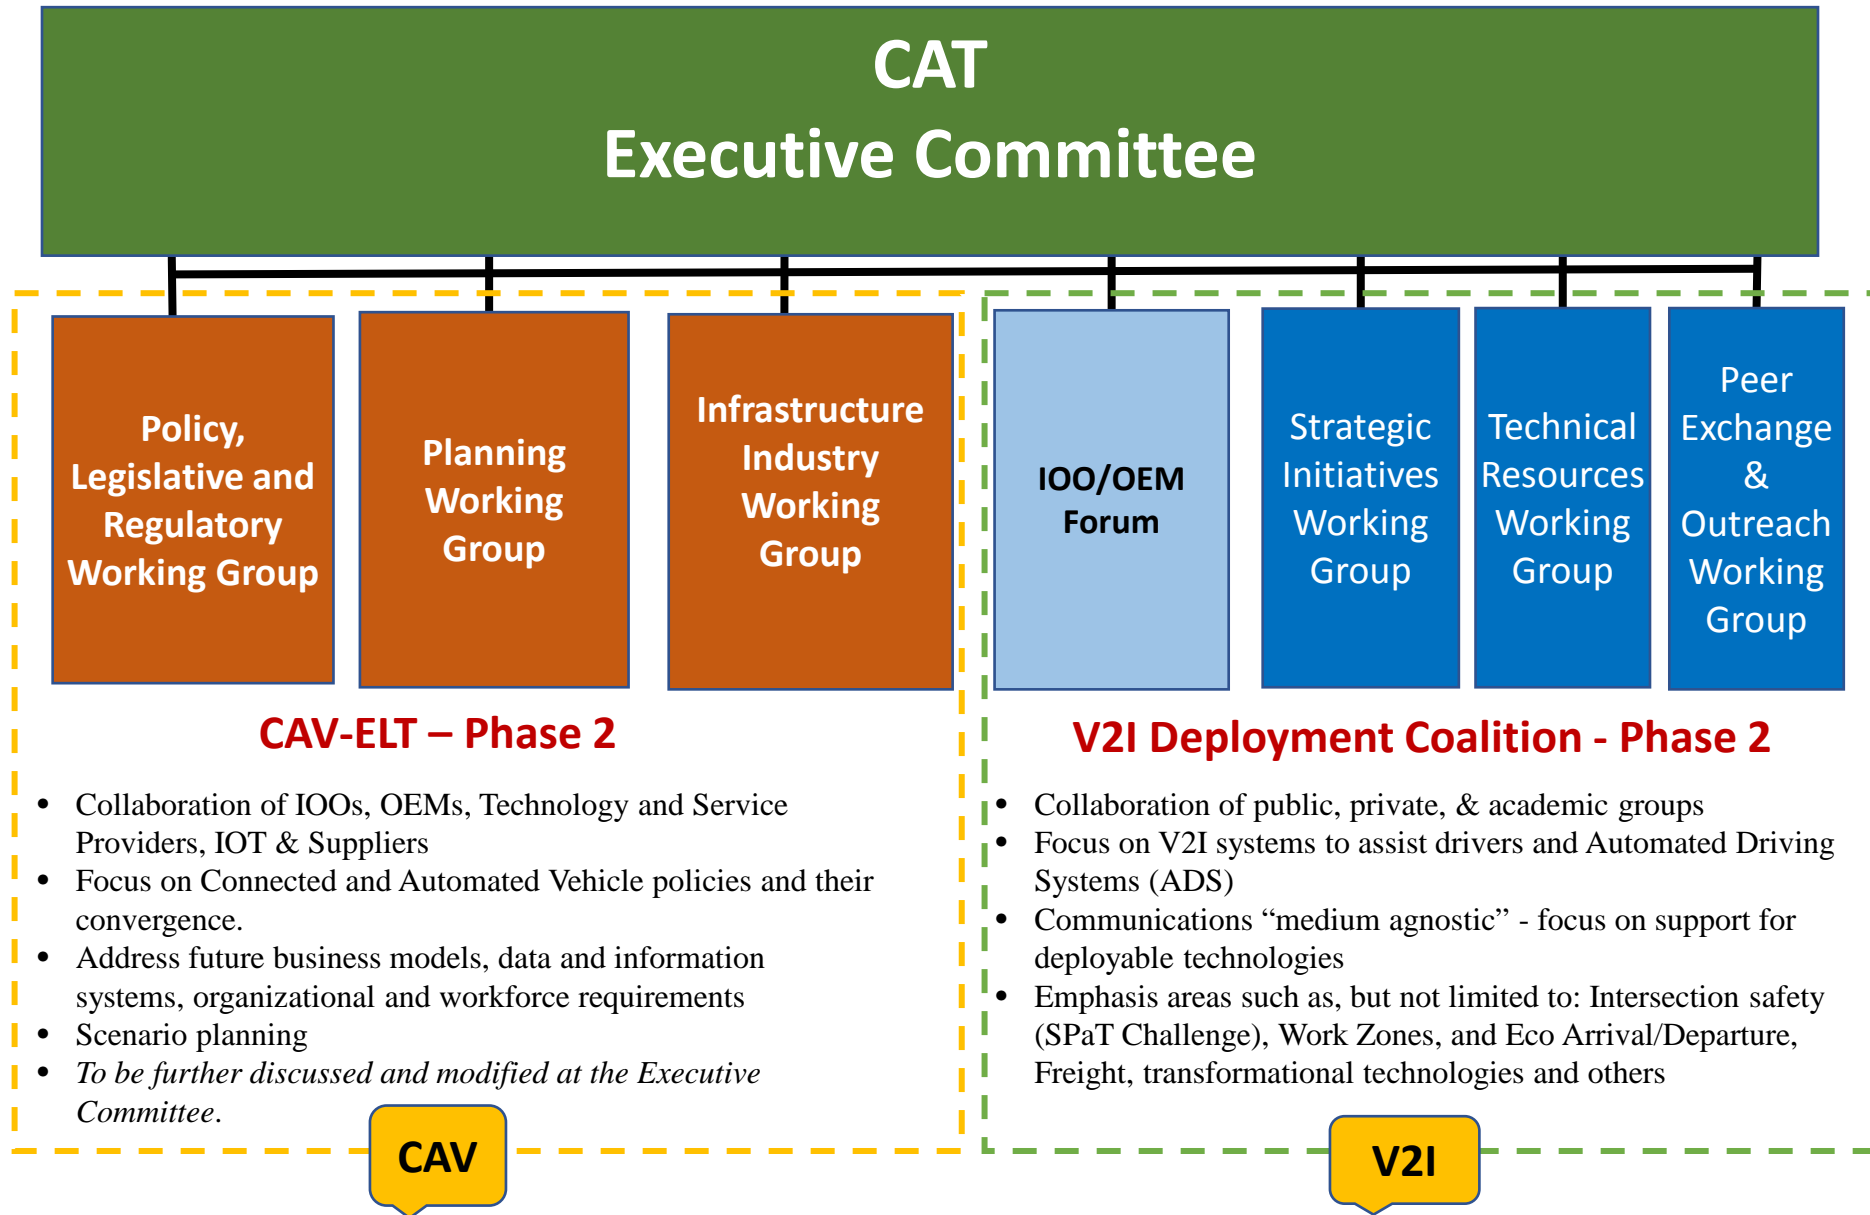 CAT
Executive Committee
Policy,
Legislative and
Regulatory
Working Group
Planning
Working
Group
Infrastructure
Industry
Working
Group
IOO/OEM
Forum
Strategic
Initiatives
Working
Group
Technical
Resources
Working
Group
Peer
Exchange
&
Outreach
Working
Group
CAV-ELT – Phase 2
• Collaboration of IOOs, OEMs, Technology and Service
Providers, IOT & Suppliers
• Focus on Connected and Automated Vehicle policies and their
convergence.
• Address future business models, data and information
systems, organizational and workforce requirements
• Scenario planning
• To be further discussed and modified at the Executive
Committee.
CAV
V2I Deployment Coalition - Phase 2
• Collaboration of public, private, & academic groups
• Focus on V2I systems to assist drivers and Automated Driving
Systems (ADS)
• Communications “medium agnostic” - focus on support for
deployable technologies
• Emphasis areas such as, but not limited to: Intersection safety
(SPaT Challenge), Work Zones, and Eco Arrival/Departure,
Freight, transformational technologies and others
V2I